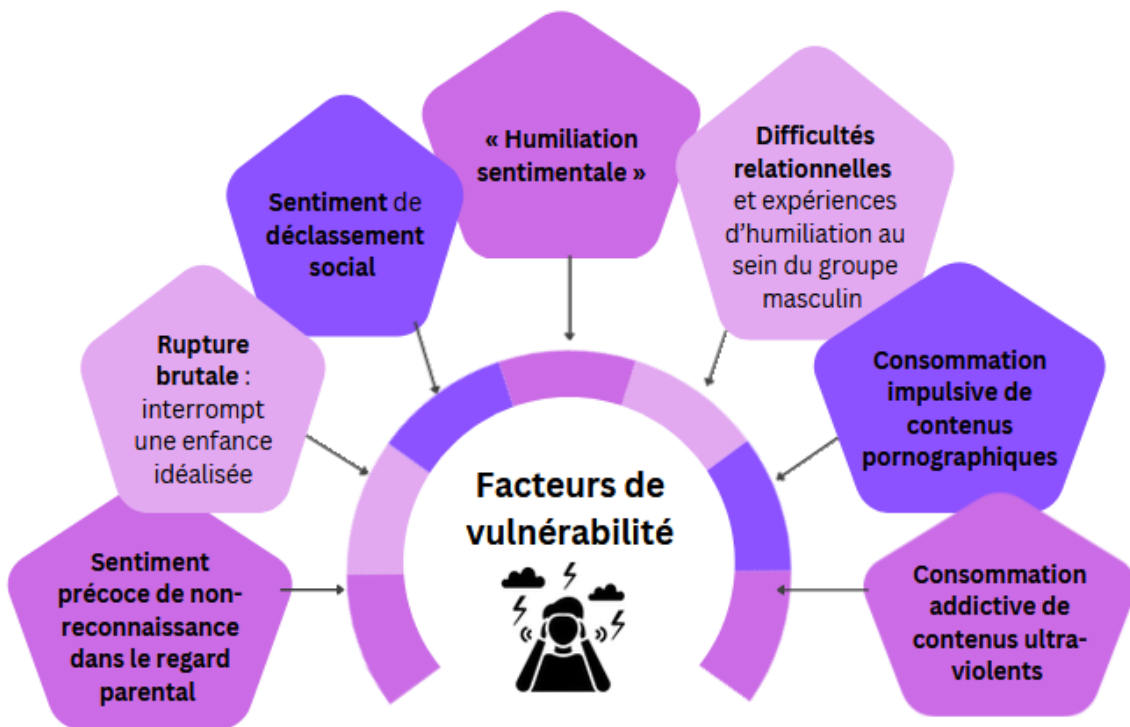 « Humiliation
sentimentale »
Difficultés
relationnelles
et expériences
d'humiliation au
sein du groupe
masculin
Sentiment de
déclassement
social
Rupture
brutale :
interrompt
une enfance
idéalisée
Consommation
impulsive de
contenus
pornographiques
Facteurs de
vulnérabilité
Sentiment
précoce de non-
reconnaissance
dans le regard
parental
Consommation
addictive de
contenus ultra-
violents